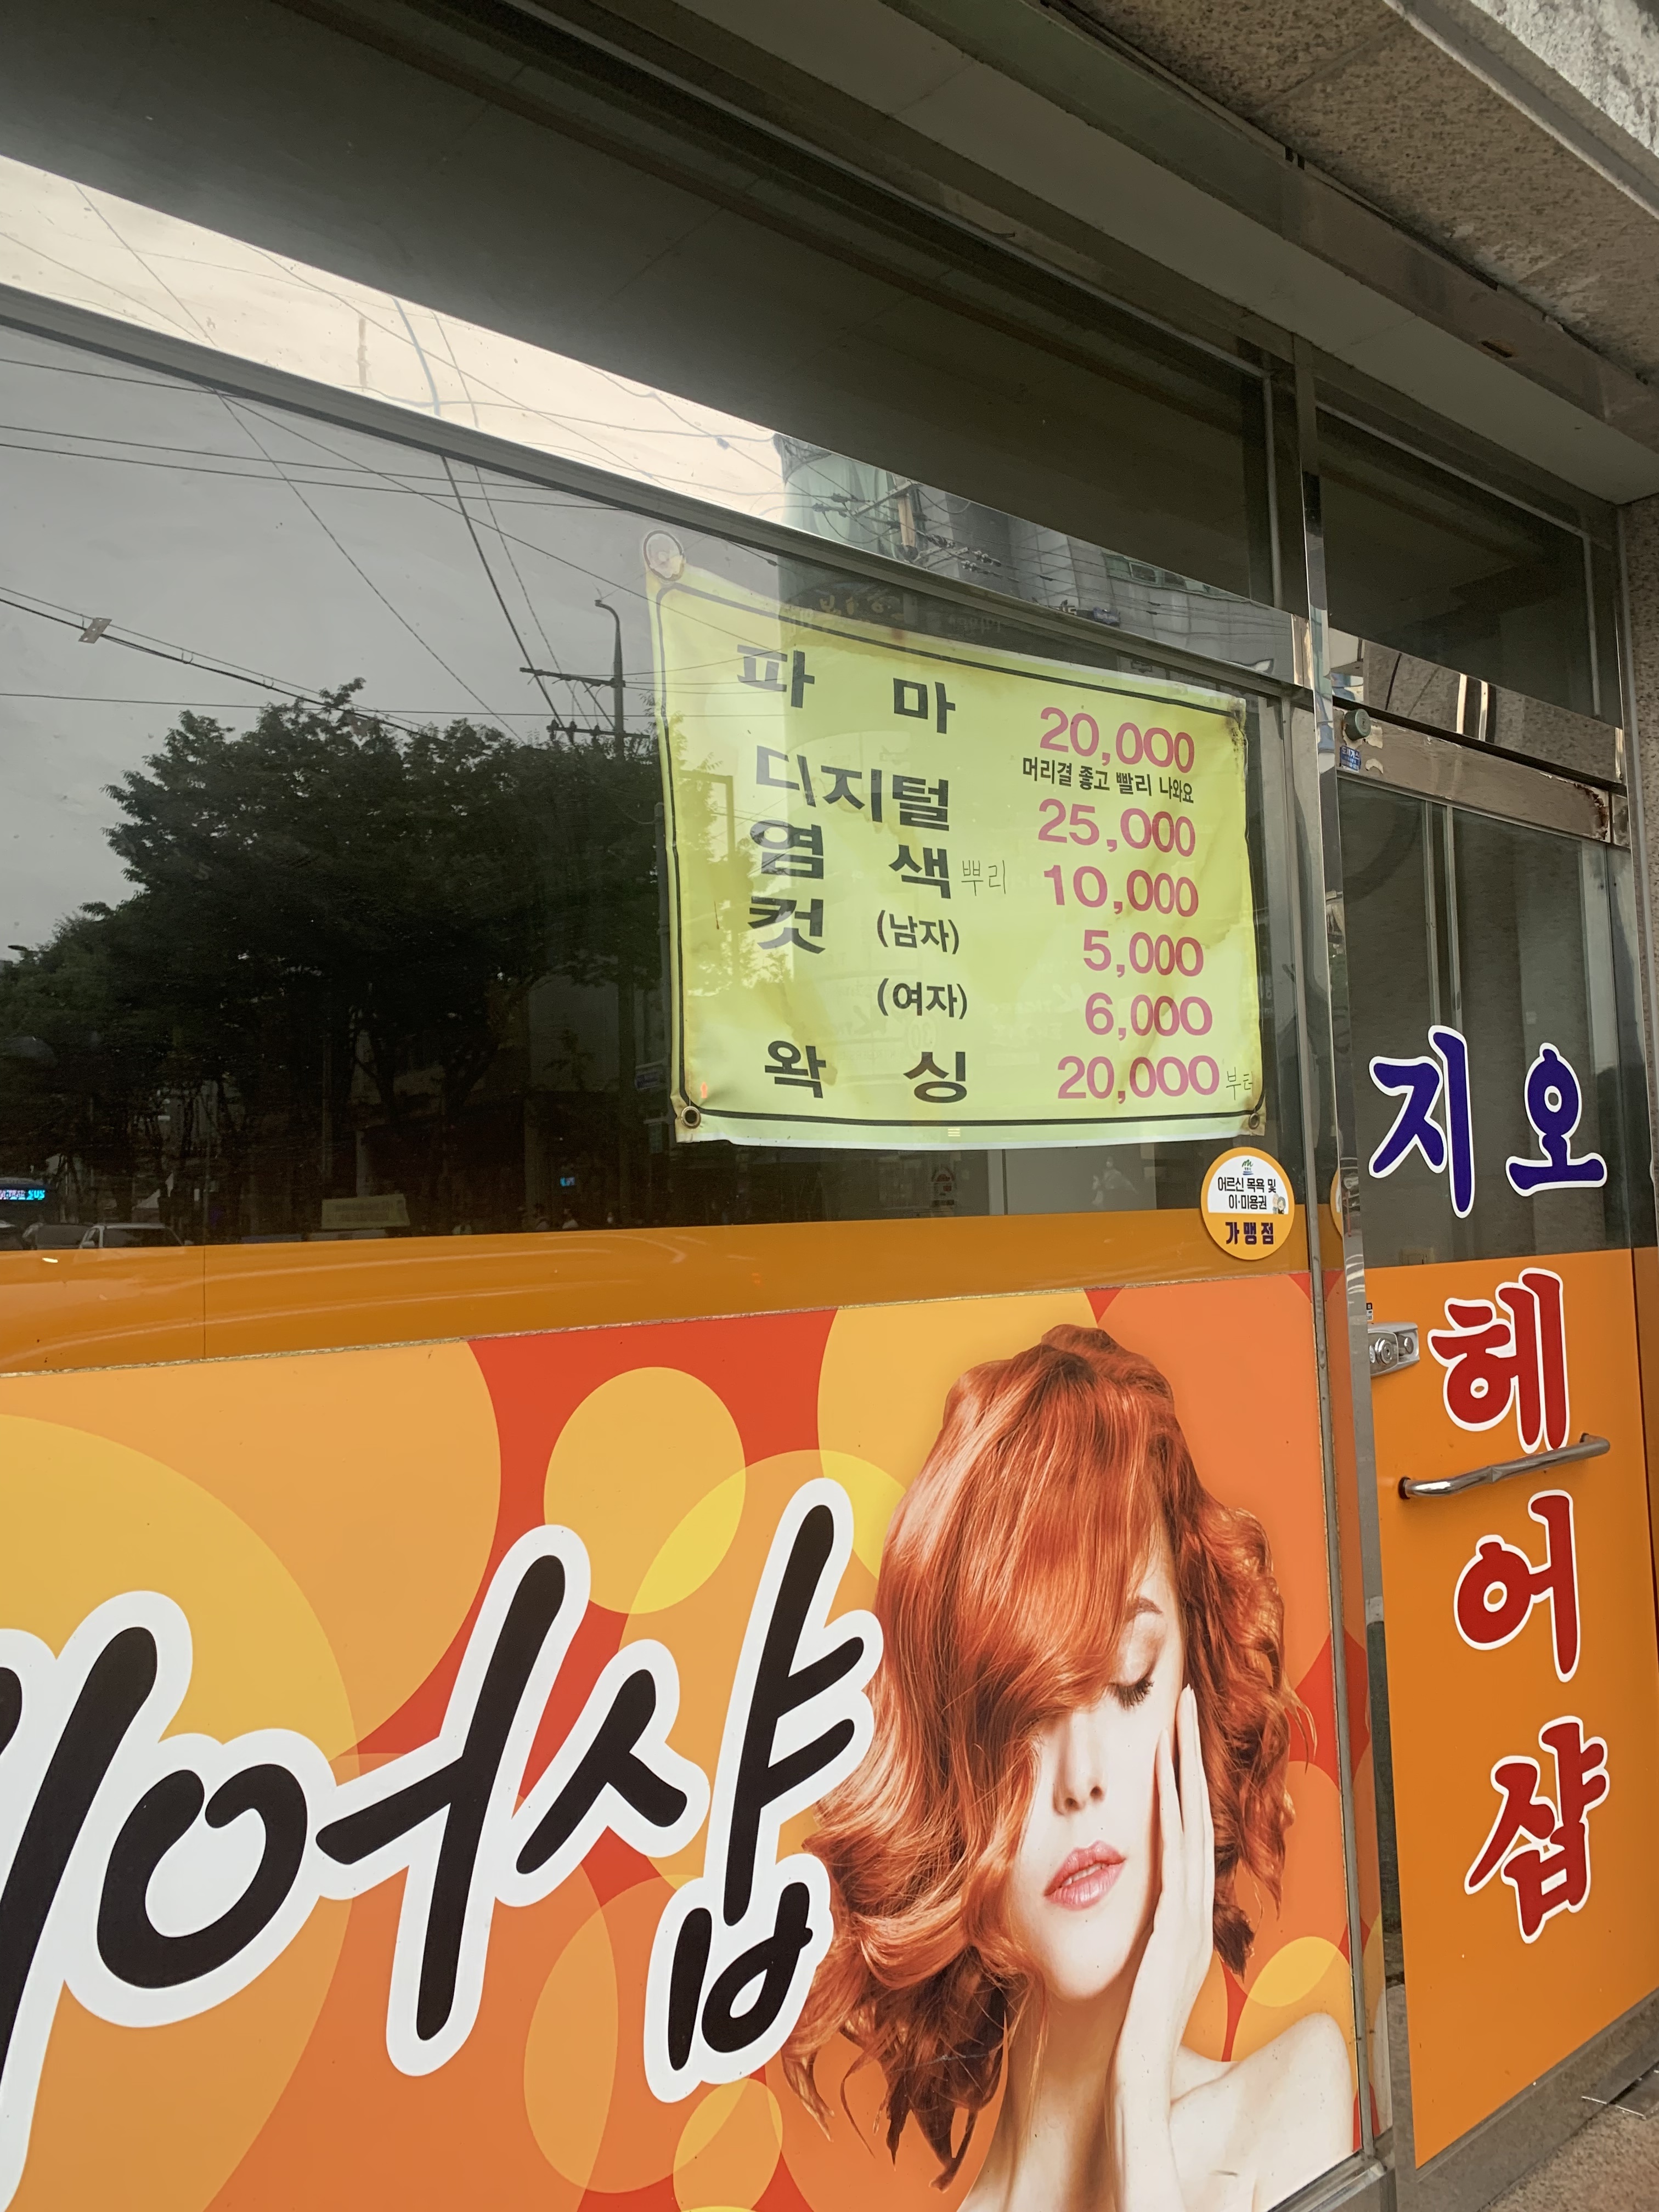 파 마 20,000
머리결 좋고 빨리 나와요
디지털 25,000
염 색 뿌리 10,000
컷 (남자) 5,000
(여자) 6,000
왁 싱 20,000 부터
어르신 목욕 및
이·미용권
가맹점
지오
헤
어
샵
어샵